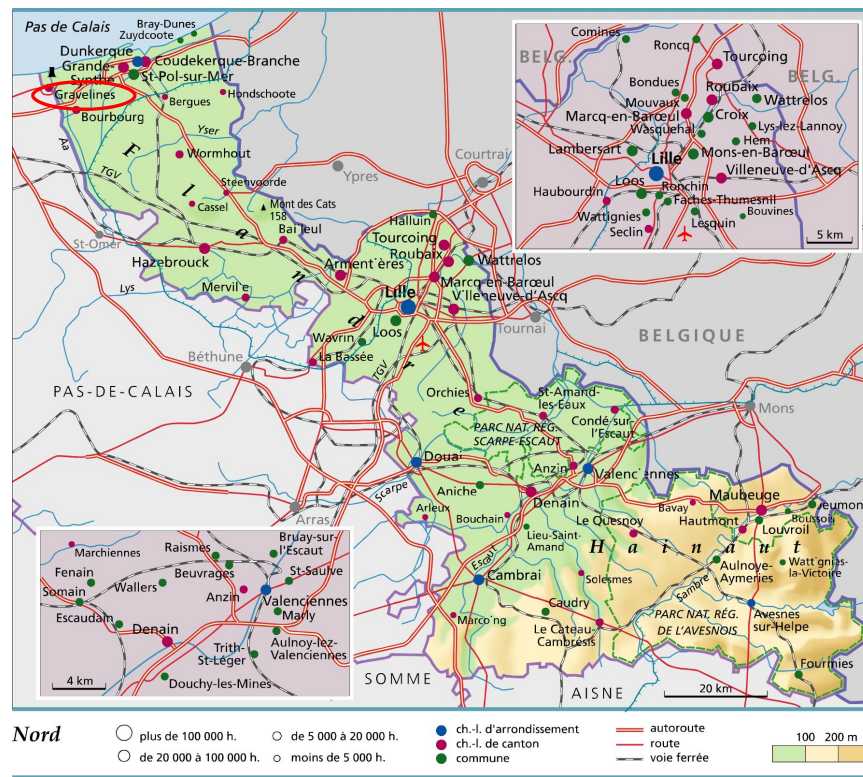 Pas de Calais
Bray-Dunes
Zuydcoote
Dunkerque
Coudekerque-Branche
Grande-
Synthe
St-Pol-sur-Mer
Gravelines
Bergues
Hondschoote
Bourbourg
Aa
Yser
Wormhout
TGV
Steenvoorde
Ypres
Courtrai
Cassel
Mont des Cats
158
St-Omer
Bailleul
Halluin
Tourcoing
Roubaix
Hazebrouck
Armentières
Wattrelos
Marcq-en-Barœul
Villeneuve-d'Ascq
Lys
Merville
Lille
Loos
Tournai
Wavrin
La Bassée
Béthune
TGV
Flandre
BELGIQUE
PAS-DE-CALAIS
Orchies
St-Amand-
les-Eaux
PARC NAT. RÉG.
SCARPE-ESCAUT
Condé-sur
l'Escaut
Mons
Douai
Anzin
Valenciennes
Scarpe
Aniche
Denain
Arras
Arleux
Bouchain
Lieu-Saint-
Amand
Le Quesnoy
Bavay
Maubeuge
Jeumont
Hautmont
Boussois
Louvroil
Hainaut
Escaut
Cambrai
Solesmes
Sambre
Aulnoye-
Aymeries
Wattignies-
la-Victoire
Marcoing
Caudry
Le Cateau-
Cambrésis
PARC NAT. RÉG.
DE L'AVESNOIS
Avesnes
sur-Helpe
Fourmies
SOMME
AISNE
20 km
Comines
Roncq
Tourcoing
BELG.
BELG.
Bondues
Roubaix
Mouvaux
Wattrelos
Marcq-en-Barœul
Croix
Wasquehal
Lys-lez-Lannoy
Hem
Lambersart
Lille
Mons-en-Barœul
Villeneuve-d'Ascq
Haubourdin
Loos
Ronchin
Faches-Thumesnil
Wattignies
Lesquin
Bouvines
Seclin
5 km
Marchiennes
Raismes
Bruay-sur-
l'Escaut
Fenain
Beuvrages
St-Saulve
Wallers
Somain
Anzin
Valenciennes
Escaudain
Marly
Denain
Aulnoy-lez-
Valenciennes
Trith-
St-Léger
Douchy-les-Mines
4 km
Nord
plus de 100 000 h.
de 20 000 à 100 000 h.
de 5 000 à 20 000 h.
moins de 5 000 h.
ch.-l. d'arrondissement
ch.-l. de canton
commune
autoroute
route
voie ferrée
100 200 m